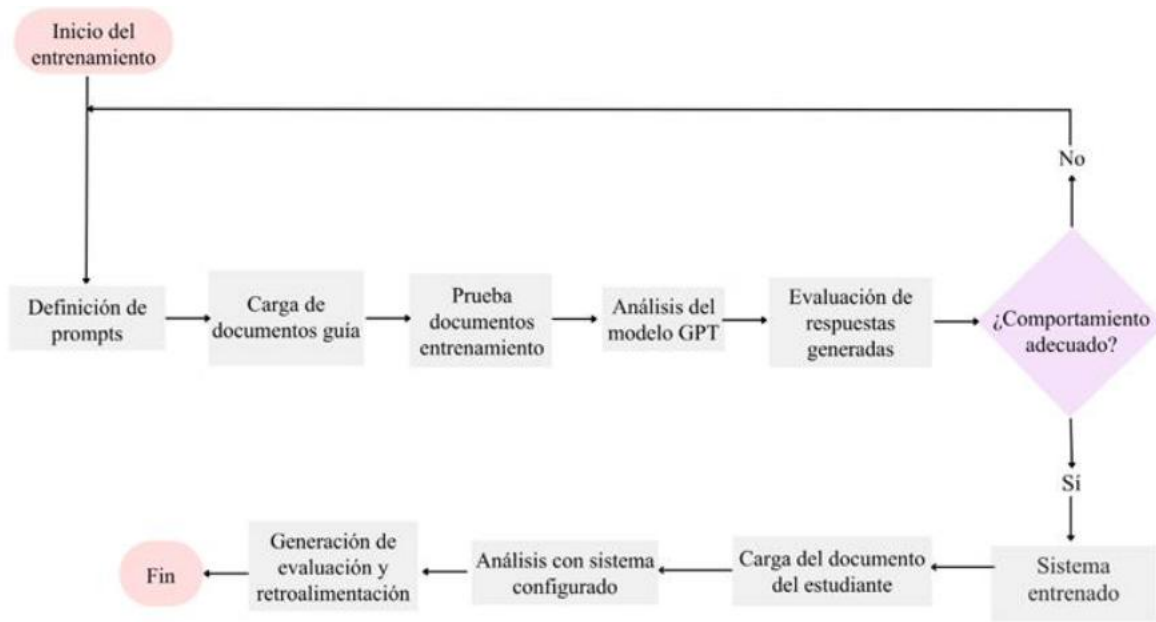 Inicio del
entrenamiento
No
Definición de
prompts
Carga de
documentos guía
Prueba
documentos
entrenamiento
Análisis del
modelo GPT
Evaluación de
respuestas
generadas
¿Comportamiento
adecuado?
Sí
Sistema
entrenado
Carga del documento
del estudiante
Análisis con sistema
configurado
Generación de
evaluación y
retroalimentación
Fin